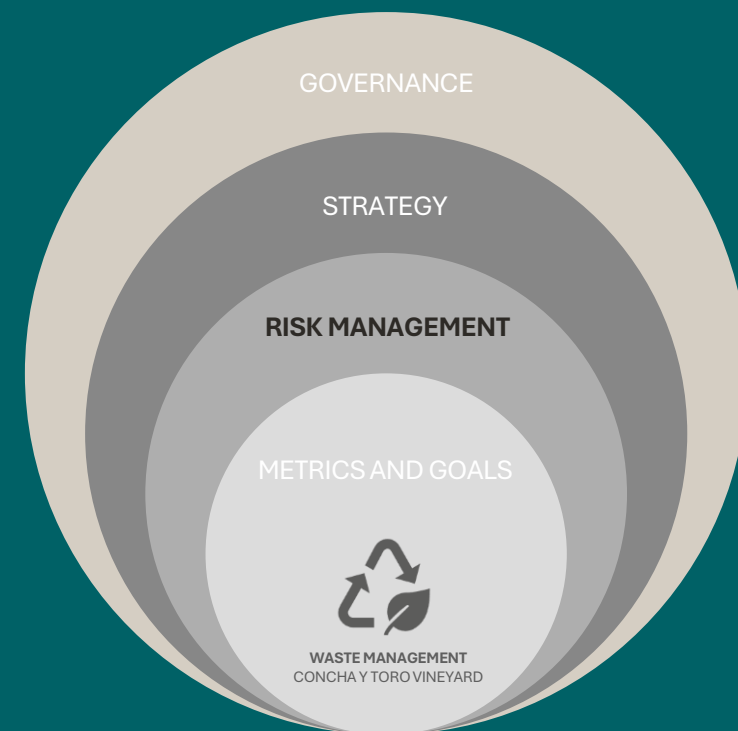 GOVERNANCE
STRATEGY
RISK MANAGEMENT
METRICS AND GOALS
WASTE MANAGEMENT
CONCHA Y TORO VINEYARD